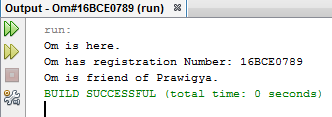 Output - Om#16BCE0789 (run)
run:
Om is here.
Om has registration Number: 16BCE0789
Om is friend of Prawigya.
BUILD SUCCESSFUL (total time: 0 seconds)